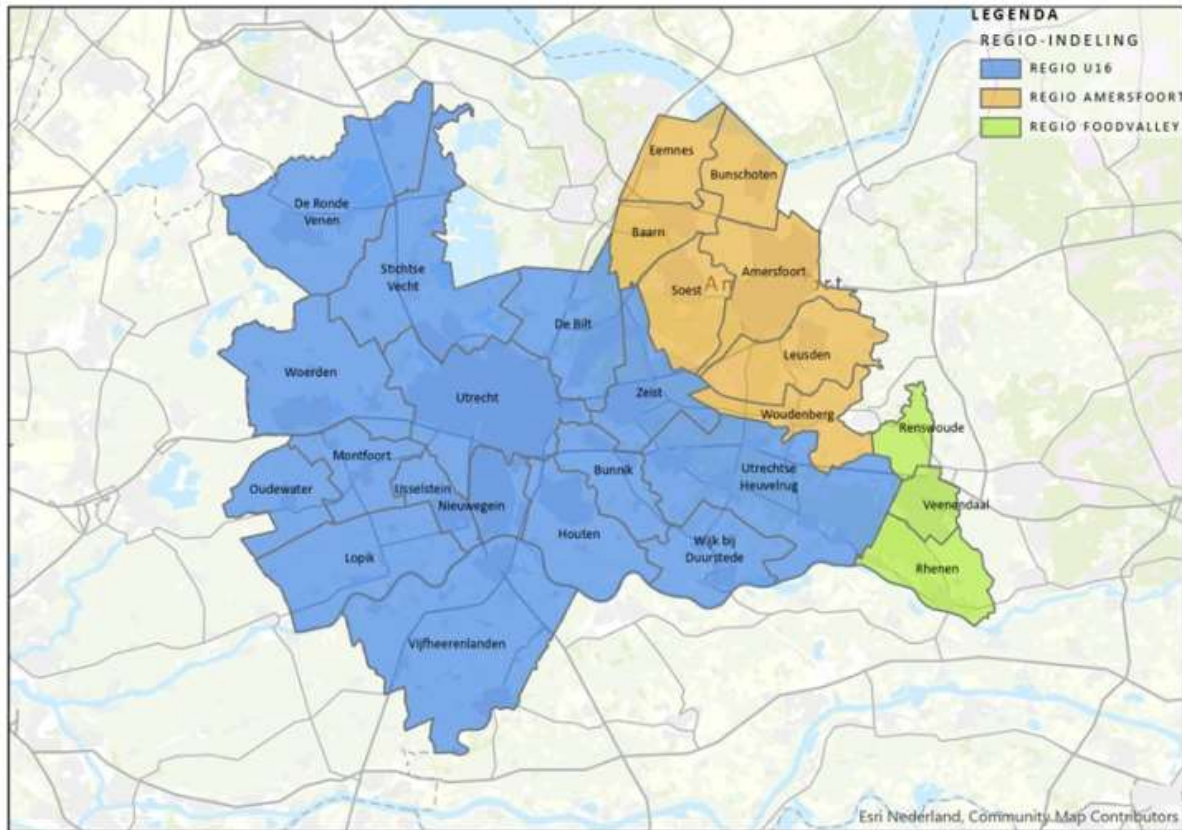 LEGENDA
REGIO-INDELING
REGIO U16
REGIO AMERSFOORT
REGIO FOODVALLEY
Eemnes
Bunschoten
De Ronde
Venen
Baarn
Stichtse
Vecht
Amersfoort
Soest
De Bilt
Leusden
Woerden
Utrecht
Zeist
Woudenberg
Renswoude
Montfoort
Bunnik
Utrechtse
Heuvelrug
Oudewater
IJsselstein
Nieuwegein
Veenendaal
Houten
Wijk bij
Duurstede
Lopik
Rhenen
Vijfheerenlanden
Esri Nederland, Community Map Contributors